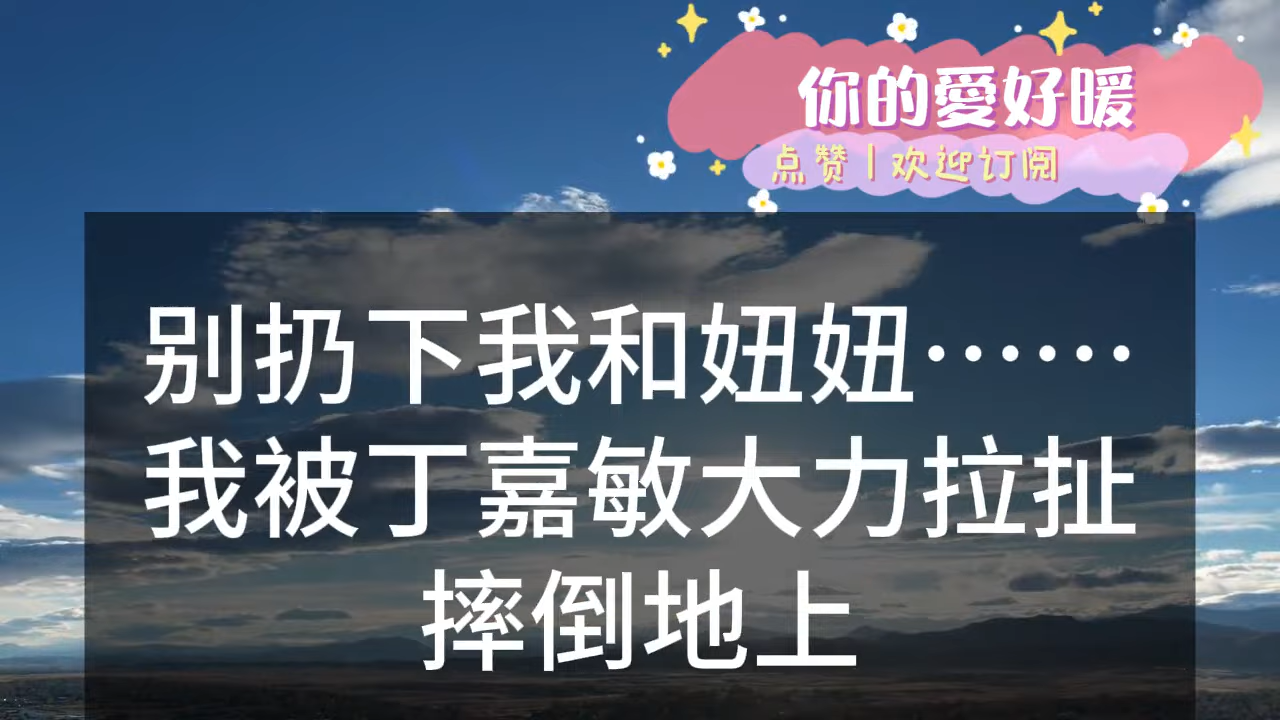 你的愛好暖
点赞 | 欢迎订阅
别扔下我和妞妞……
我被丁嘉敏大力拉扯
摔倒地上